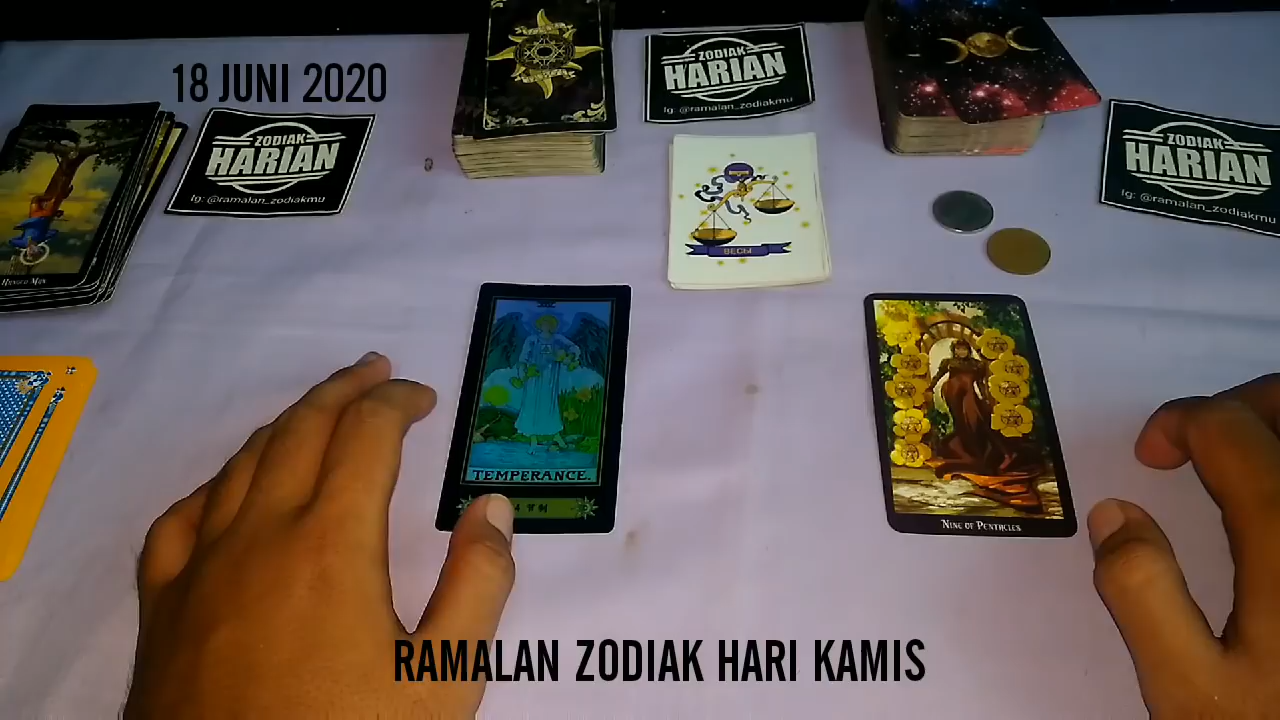 18 JUNI 2020
ZODIAK
HARIAN
Ig: @ramalan_zodiakmu
ZODIAK
HARIAN
Ig: @ramalan_zodiakmu
ZODIAK
HARIAN
Ig: @ramalan_zodiakmu
ВЕСЫ
TEMPERANCE.
NINE OF PENTACLES
RAMALAN ZODIAK HARI KAMIS